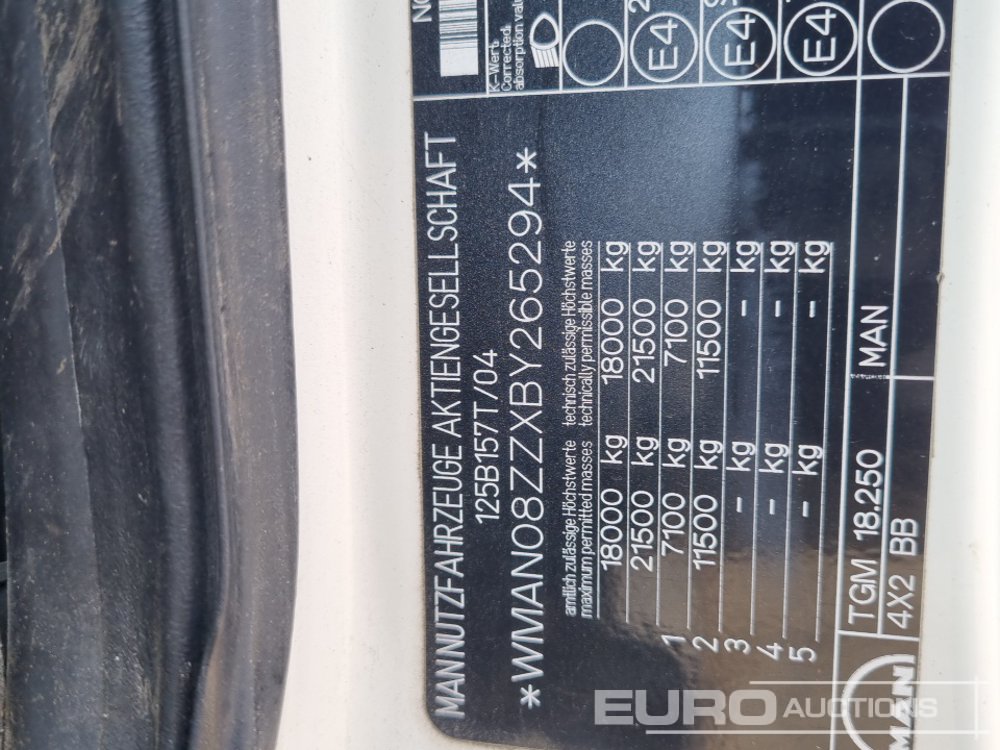 MAN NUTZFAHRZEUGE AKTIENGESELLSCHAFT
125B157T/04
*WMAN08ZZXBY265294*
amtlich zulässige Höchstwerte technisch zulässige Höchstwerte
maximum permitted masses technically permissible masses
18000 kg 18000 kg
21500 kg 21500 kg
1 7100 kg 7100 kg
2 11500 kg 11500 kg
3 – kg – kg
4 – kg – kg
5 – kg – kg
TGM 18.250 MAN
4X2 BB
MAN
K-Wert:
Corrected
absorption
E4
E4
E4
EURO AUCTIONS